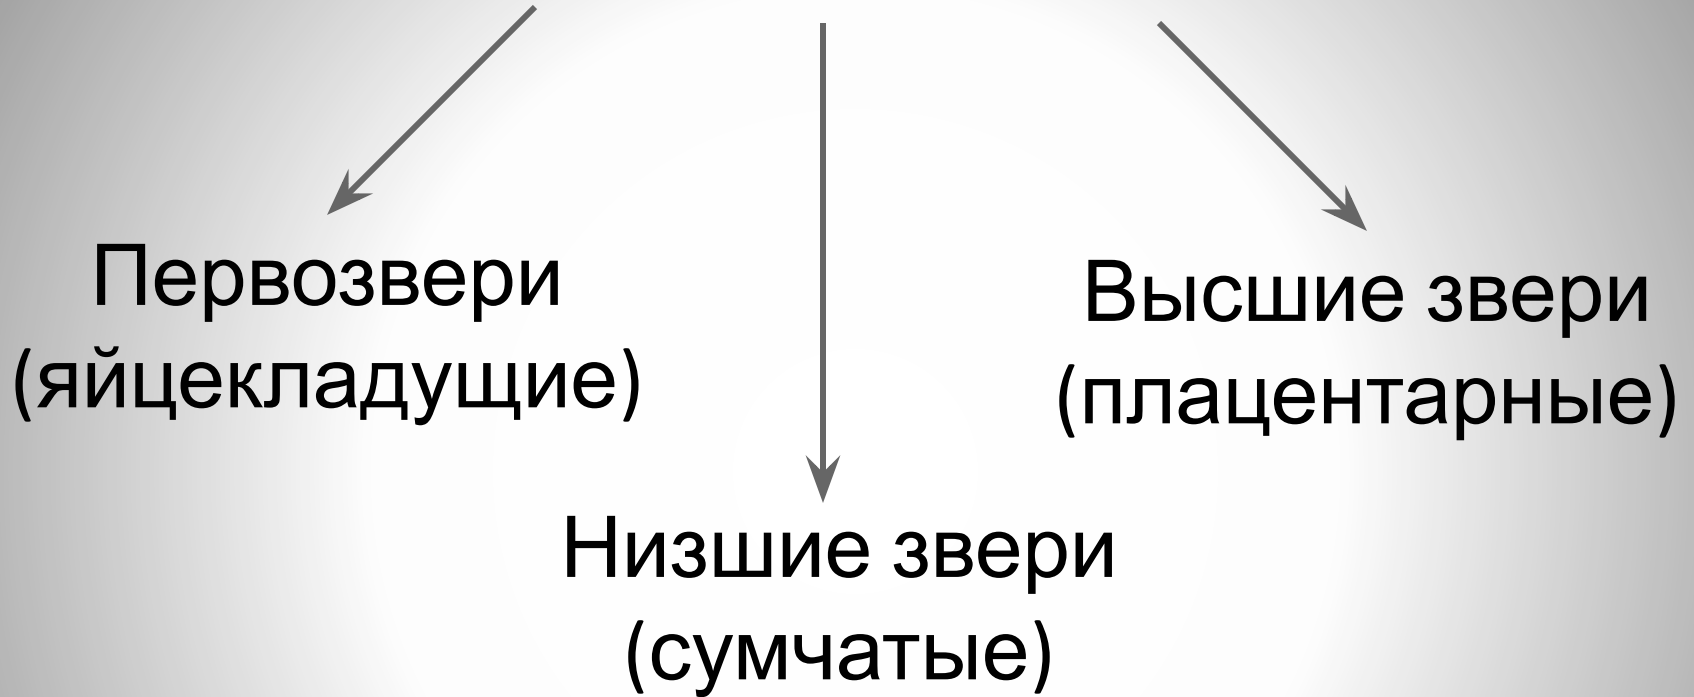 Первозвери
(яйцекладущие)
Высшие звери
(плацентарные)
Низшие звери
(сумчатые)